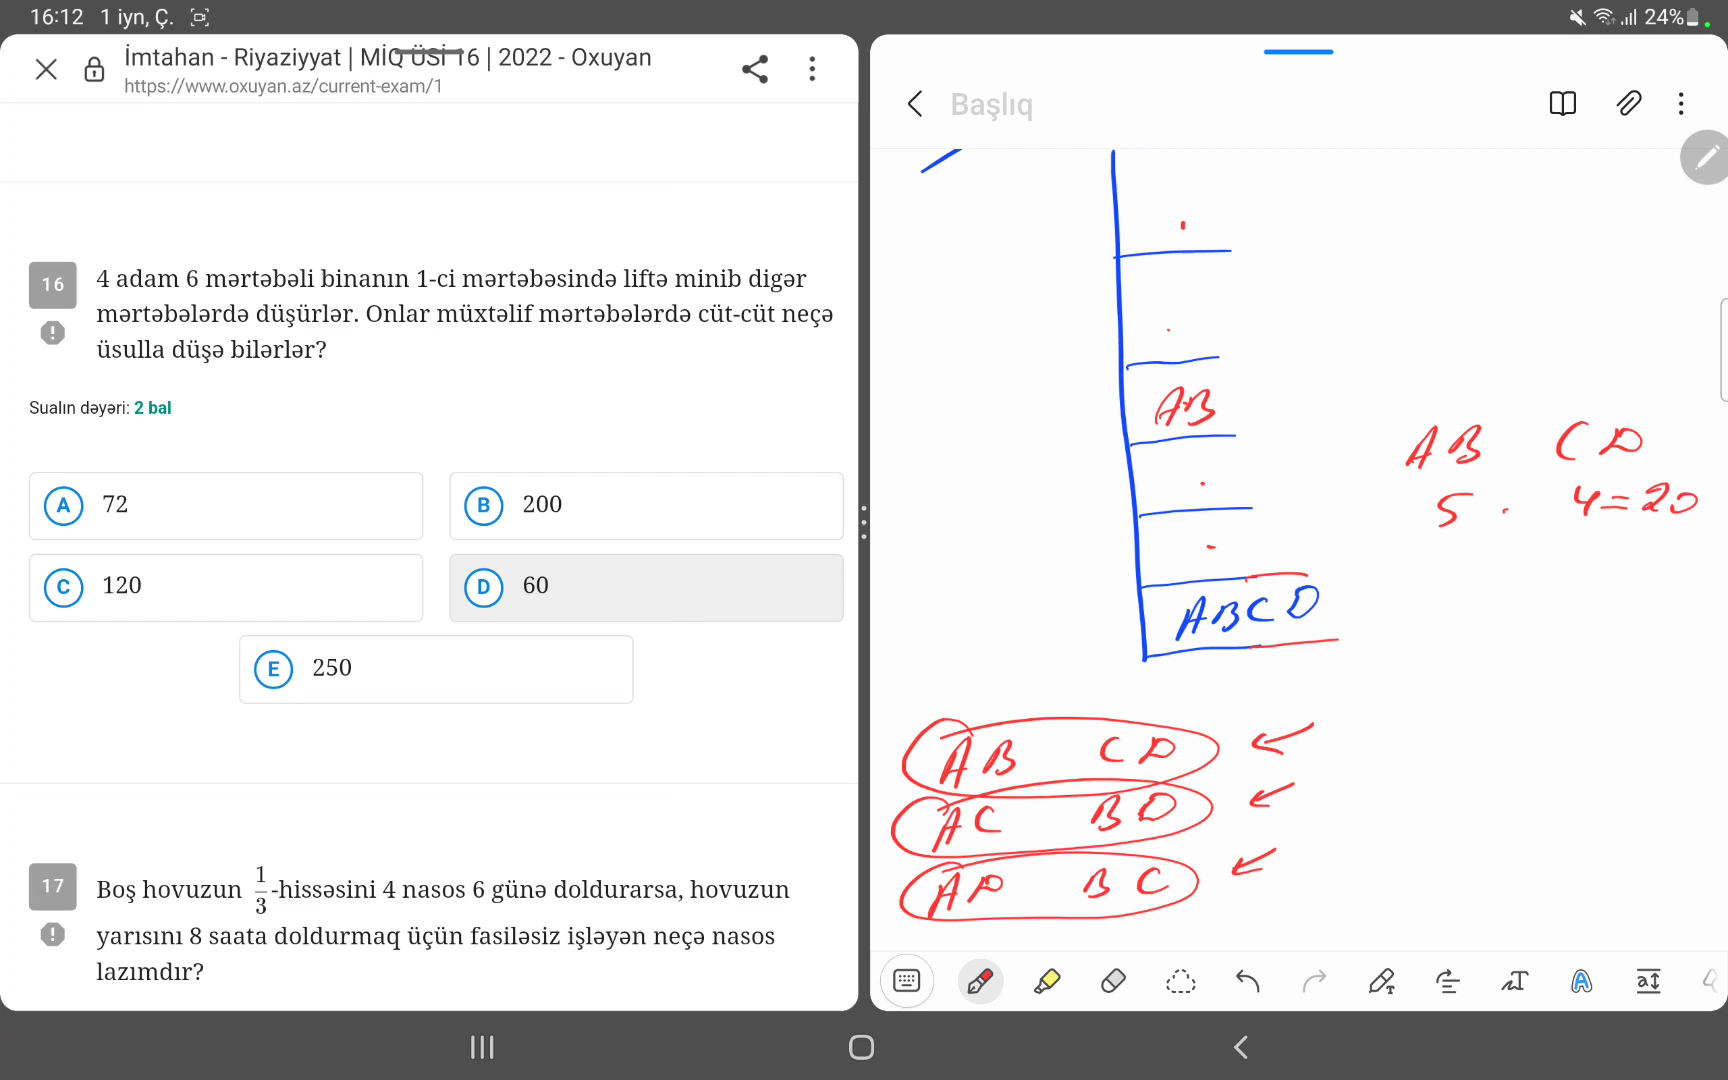 16:12 1 iyn, Ç. 24%
İmtahan - Riyaziyyat | MİQ ÜSİ 16 | 2022 - Oxuyan
https://www.oxuyan.az/current-exam/1
16
4 adam 6 mərtəbəli binanın 1-ci mərtəbəsində liftə minib digər
mərtəbələrdə düşürlər. Onlar müxtəlif mərtəbələrdə cüt-cüt neçə
üsulla düşə bilərlər?
Sualın dəyəri: 2 bal
A 72
B 200
C 120
D 60
E 250
17
Boş hovuzun 1/3-hissəsini 4 nasos 6 günə doldurarsa, hovuzun
yarısını 8 saata doldurmaq üçün fasiləsiz işləyən neçə nasos
lazımdır?
Başlıq
AB
AB CD
5 . 4=20
ABCD
AB CD
AC BD
AD BC